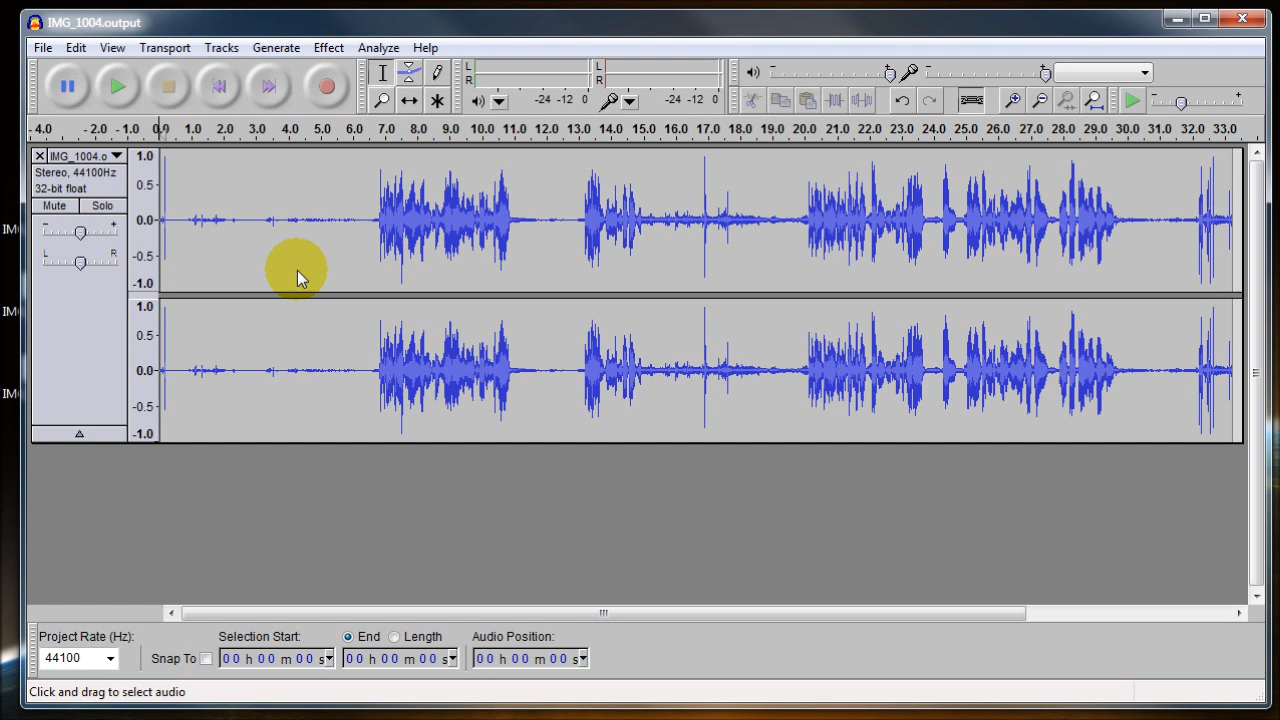 IMG_1004.output
File Edit View Transport Tracks Generate Effect Analyze Help
L
R
-24 -12 0
L
R
-24 -12 0
- 4.0 -2.0 -1.0 0.0 1.0 2.0 3.0 4.0 5.0 6.0 7.0 8.0 9.0 10.0 11.0 12.0 13.0 14.0 15.0 16.0 17.0 18.0 19.0 20.0 21.0 22.0 23.0 24.0 25.0 26.0 27.0 28.0 29.0 30.0 31.0 32.0 33.0
IMG_1004.o
Stereo, 44100Hz
32-bit float
Mute Solo
- +
L R
1.0
0.5
0.0
-0.5
-1.0
1.0
0.5
0.0
-0.5
-1.0
IM
IM
Project Rate (Hz): Selection Start: End Length Audio Position:
44100 Snap To 00 h 00 m 00 s 00 h 00 m 00 s 00 h 00 m 00 s
Click and drag to select audio